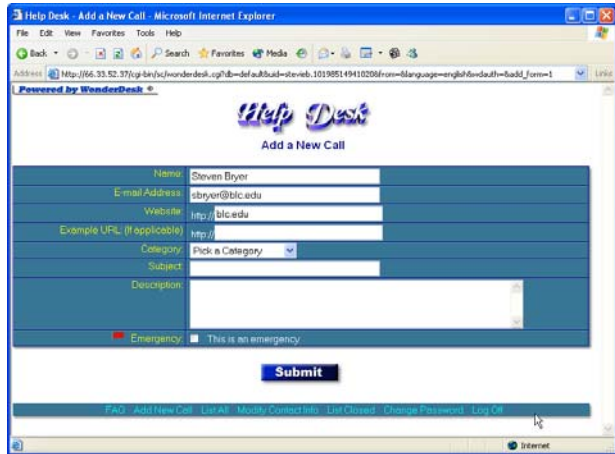 Help Desk - Add a New Call - Microsoft Internet Explorer
File Edit View Favorites Tools Help
Back Search Favorites Media
Address Links
Powered by WonderDesk ©
Help Desk
Add a New Call
Name: Steven Bryer
E-mail Address: sbryer@blc.edu
Website: http:// blc.edu
Example URL: (If applicable) http://
Category: Pick a Category
Subject:
Description:
Emergency: This is an emergency
Submit
FAQ Add New Call List All Modify Contact Info List Closed Change Password Log Off
Internet